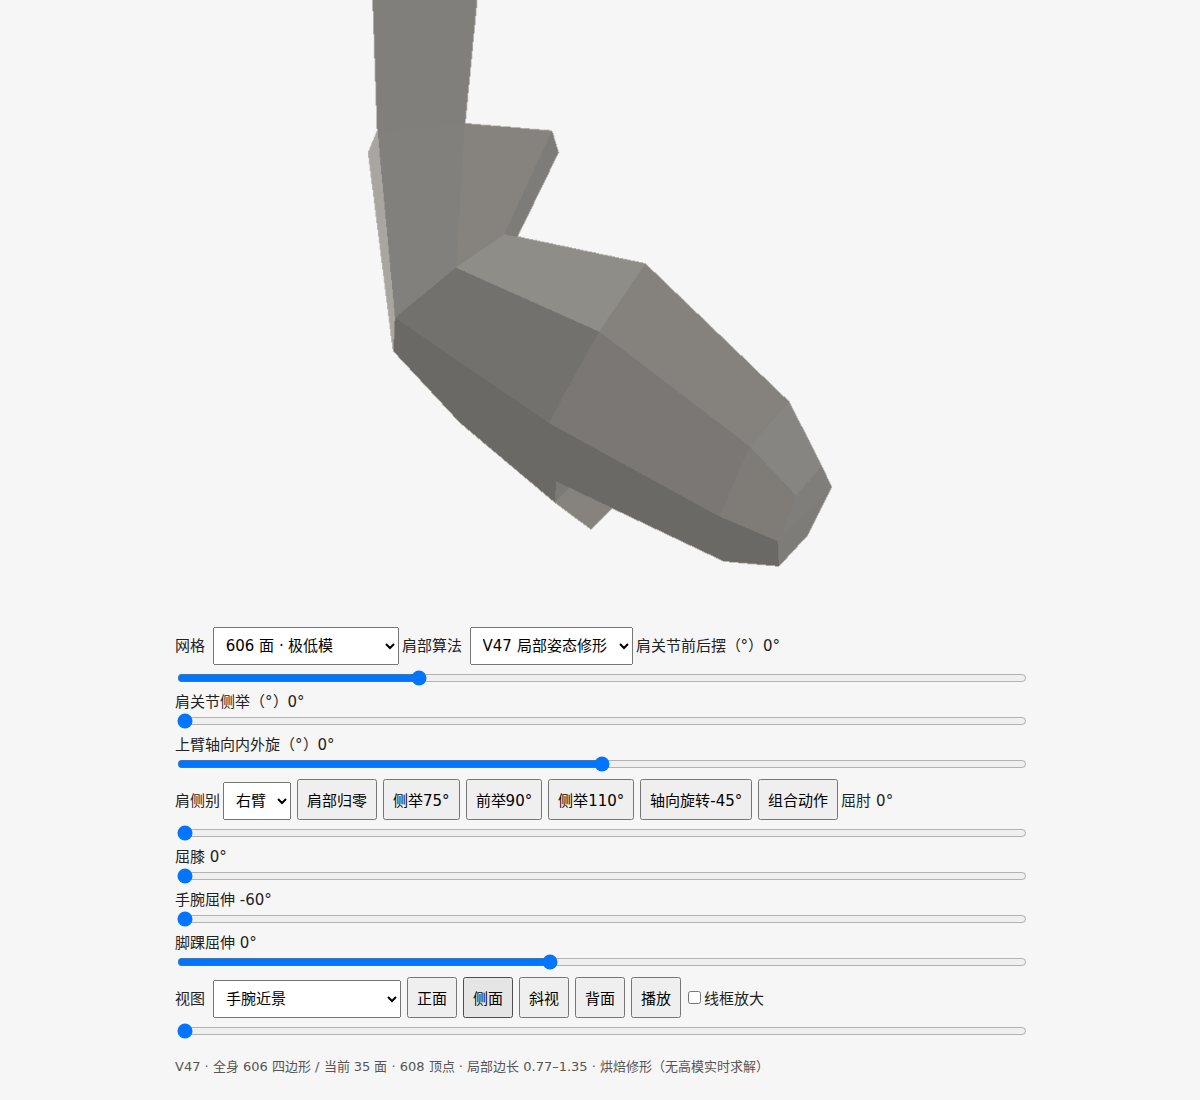 网格 606 面 · 极低模 肩部算法 V47 局部姿态修形 肩关节前后摆（°）0°
肩关节侧举（°）0°
上臂轴向内外旋（°）0°
肩侧别 右臂 肩部归零 侧举75° 前举90° 侧举110° 轴向旋转-45° 组合动作 屈肘 0°
屈膝 0°
手腕屈伸 -60°
脚踝屈伸 0°
视图 手腕近景 正面 侧面 斜视 背面 播放 线框放大
V47 · 全身 606 四边形 / 当前 35 面 · 608 顶点 · 局部边长 0.77–1.35 · 烘焙修形（无高模实时求解）